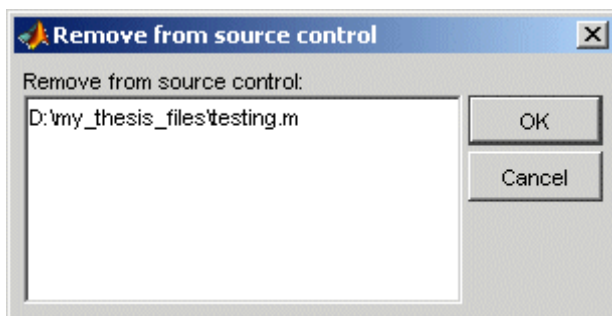 Remove from source control
Remove from source control:
D:\my_thesis_files\testing.m
OK
Cancel